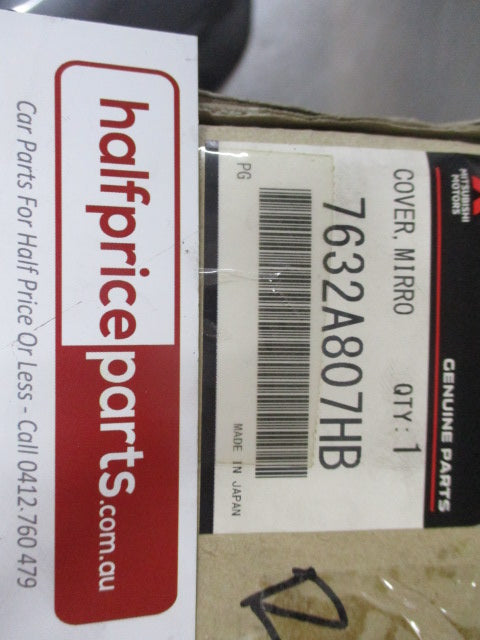 MITSUBISHI
MOTORS
GENUINE PARTS
COVER, MIRRO QTY: 1
7632A807HB
PG
MADE IN JAPAN
halfpriceparts.com.au
Car Parts For Half Price Or Less - Call 0412 760 479